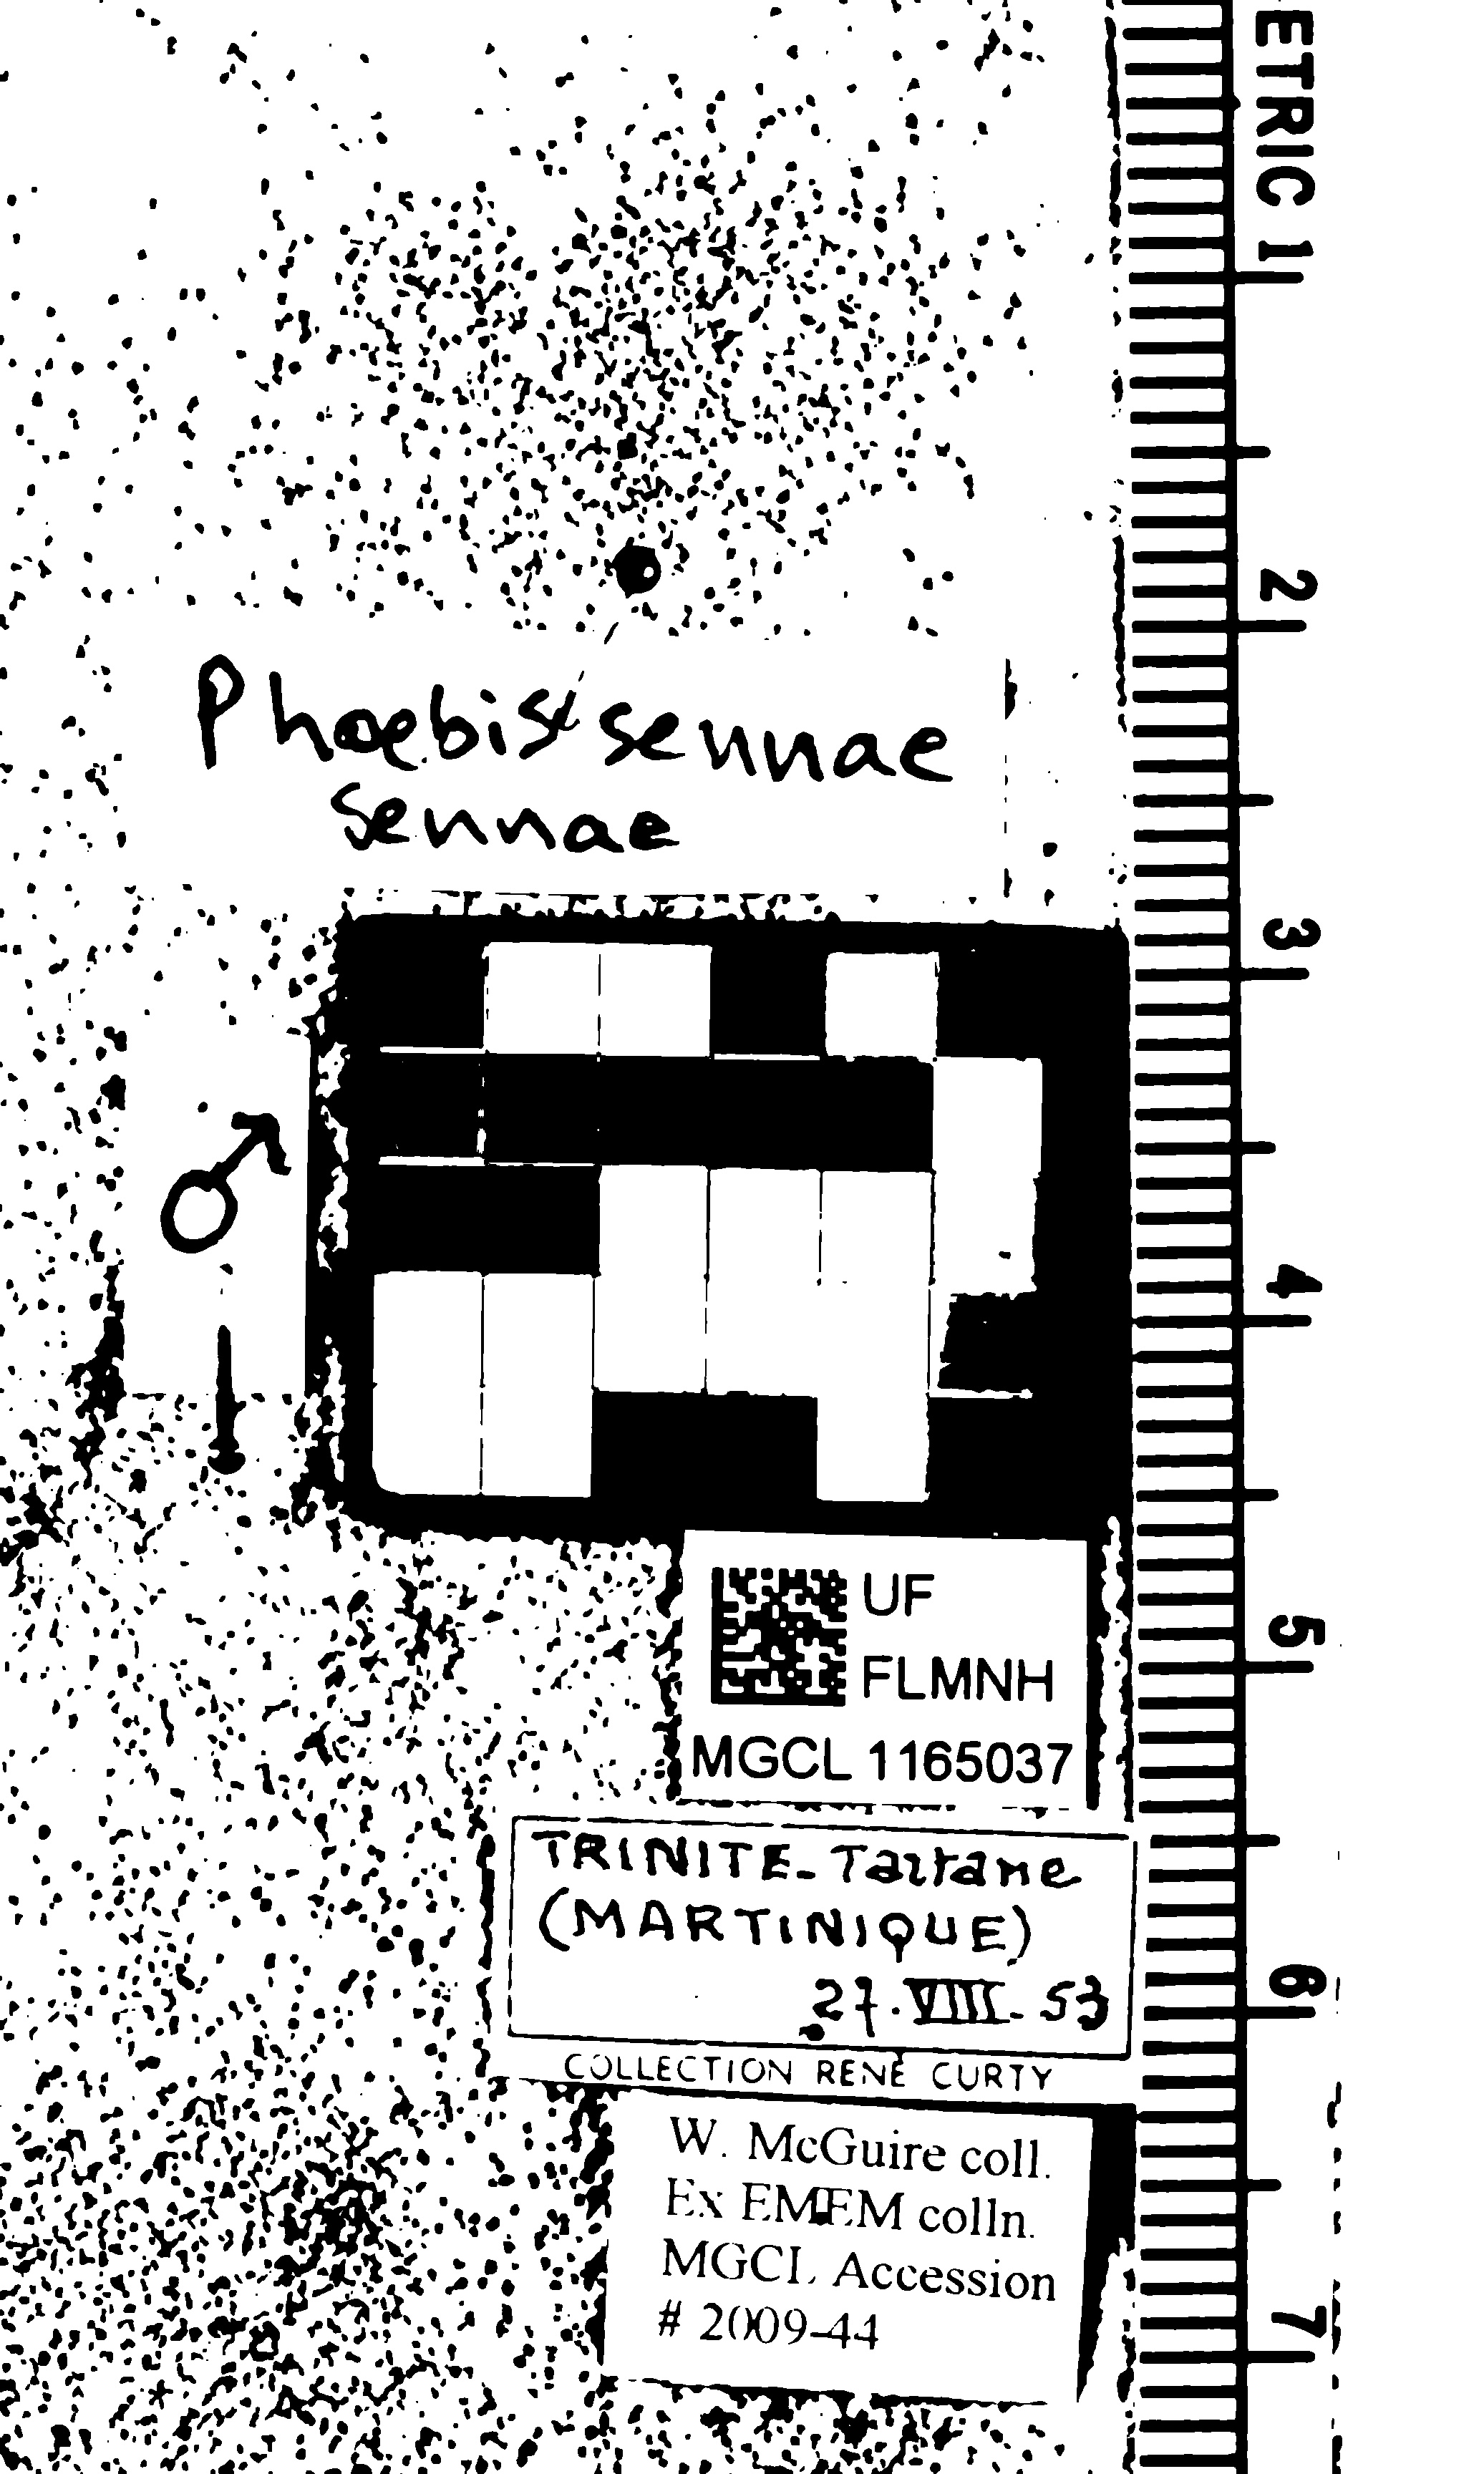 ETRIC 1
2
3
4
5
6
7
Phoebis sennae
sennae
♂
UF
FLMNH
MGCL 1165037
TRINITE-Tartane
(MARTINIQUE)
27.VIII-53
COLLECTION RENÉ CURTY
W. McGuire coll.
Ex EMEM colln.
MGCL Accession
# 2009-44